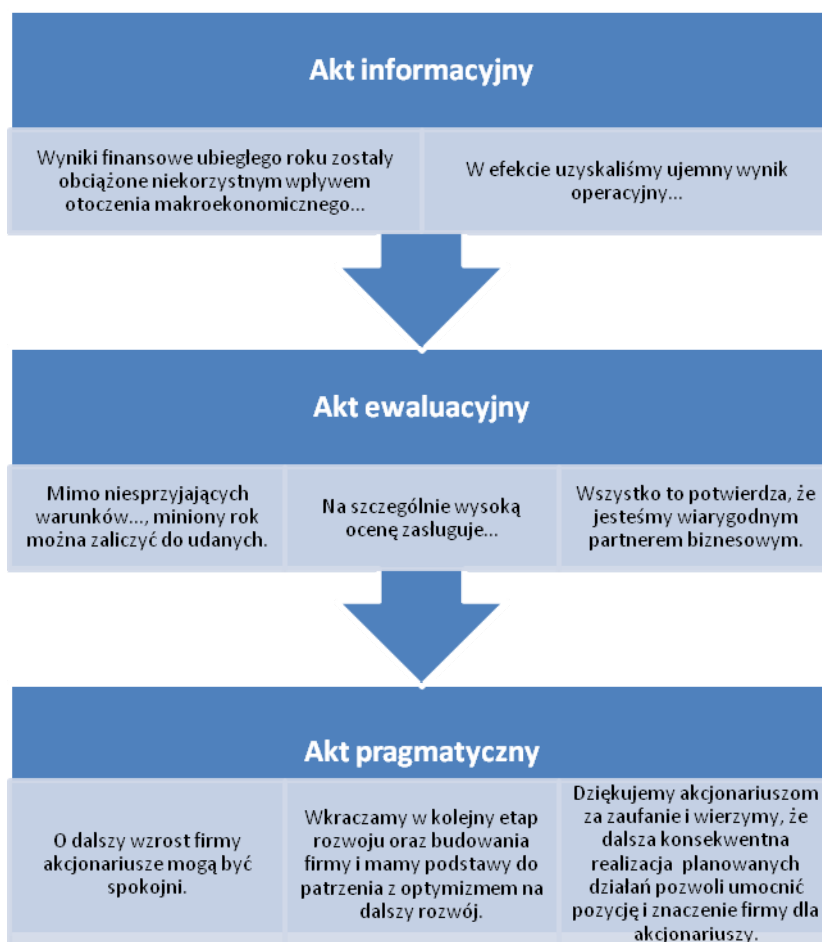 Akt informacyjny
Wyniki finansowe ubiegłego roku zostały
obciążone niekorzystnym wpływem
otoczenia makroekonomicznego...
W efekcie uzyskaliśmy ujemny wynik
operacyjny...
Akt ewaluacyjny
Mimo niesprzyjających
warunków..., miniony rok
można zaliczyć do udanych.
Na szczególnie wysoką
ocenę zasługuje...
Wszystko to potwierdza, że
jesteśmy wiarygodnym
partnerem biznesowym.
Akt pragmatyczny
O dalszy wzrost firmy
akcjonariusze mogą być
spokojni.
Wkraczamy w kolejny etap
rozwoju oraz budowania
firmy i mamy podstawy do
patrzenia z optymizmem na
dalszy rozwój.
Dziękujemy akcjonariuszom
za zaufanie i wierzymy, że
dalsza konsekwentna
realizacja planowanych
działań pozwoli umocnić
pozycję i znaczenie firmy dla
akcjonariuszy.